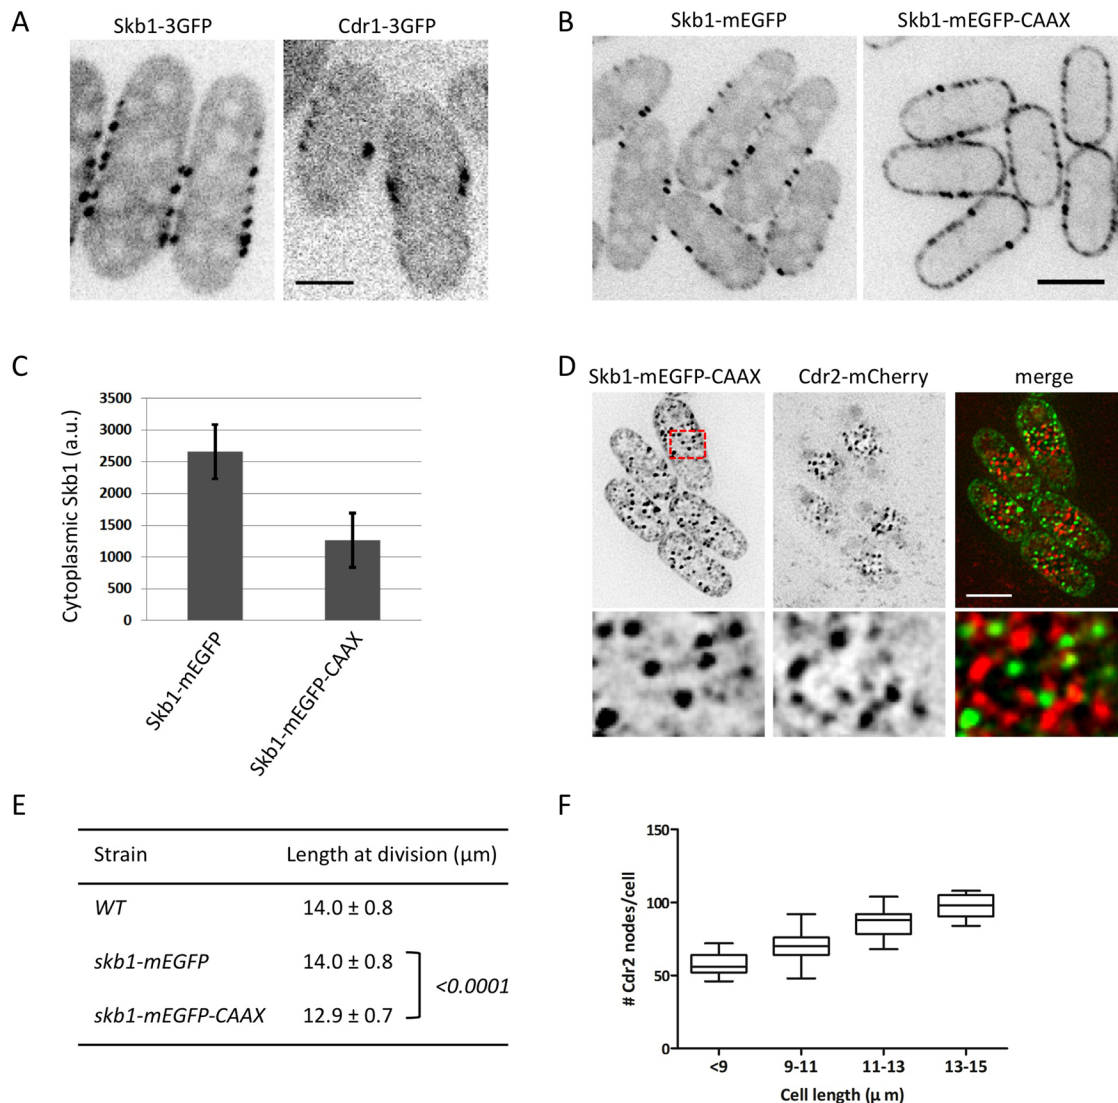 A
Skb1-3GFP
Cdr1-3GFP
B
Skb1-mEGFP
Skb1-mEGFP-CAAX
C
Cytoplasmic Skb1 (a.u.)
3500
3000
2500
2000
1500
1000
500
0
Skb1-mEGFP
Skb1-mEGFP-CAAX
D
Skb1-mEGFP-CAAX
Cdr2-mCherry
merge
E
Strain Length at division (μm)
WT 14.0 ± 0.8
skb1-mEGFP 14.0 ± 0.8
<0.0001
skb1-mEGFP-CAAX 12.9 ± 0.7
F
# Cdr2 nodes/cell
150
100
50
0
<9 9-11 11-13 13-15
Cell length (μ m)